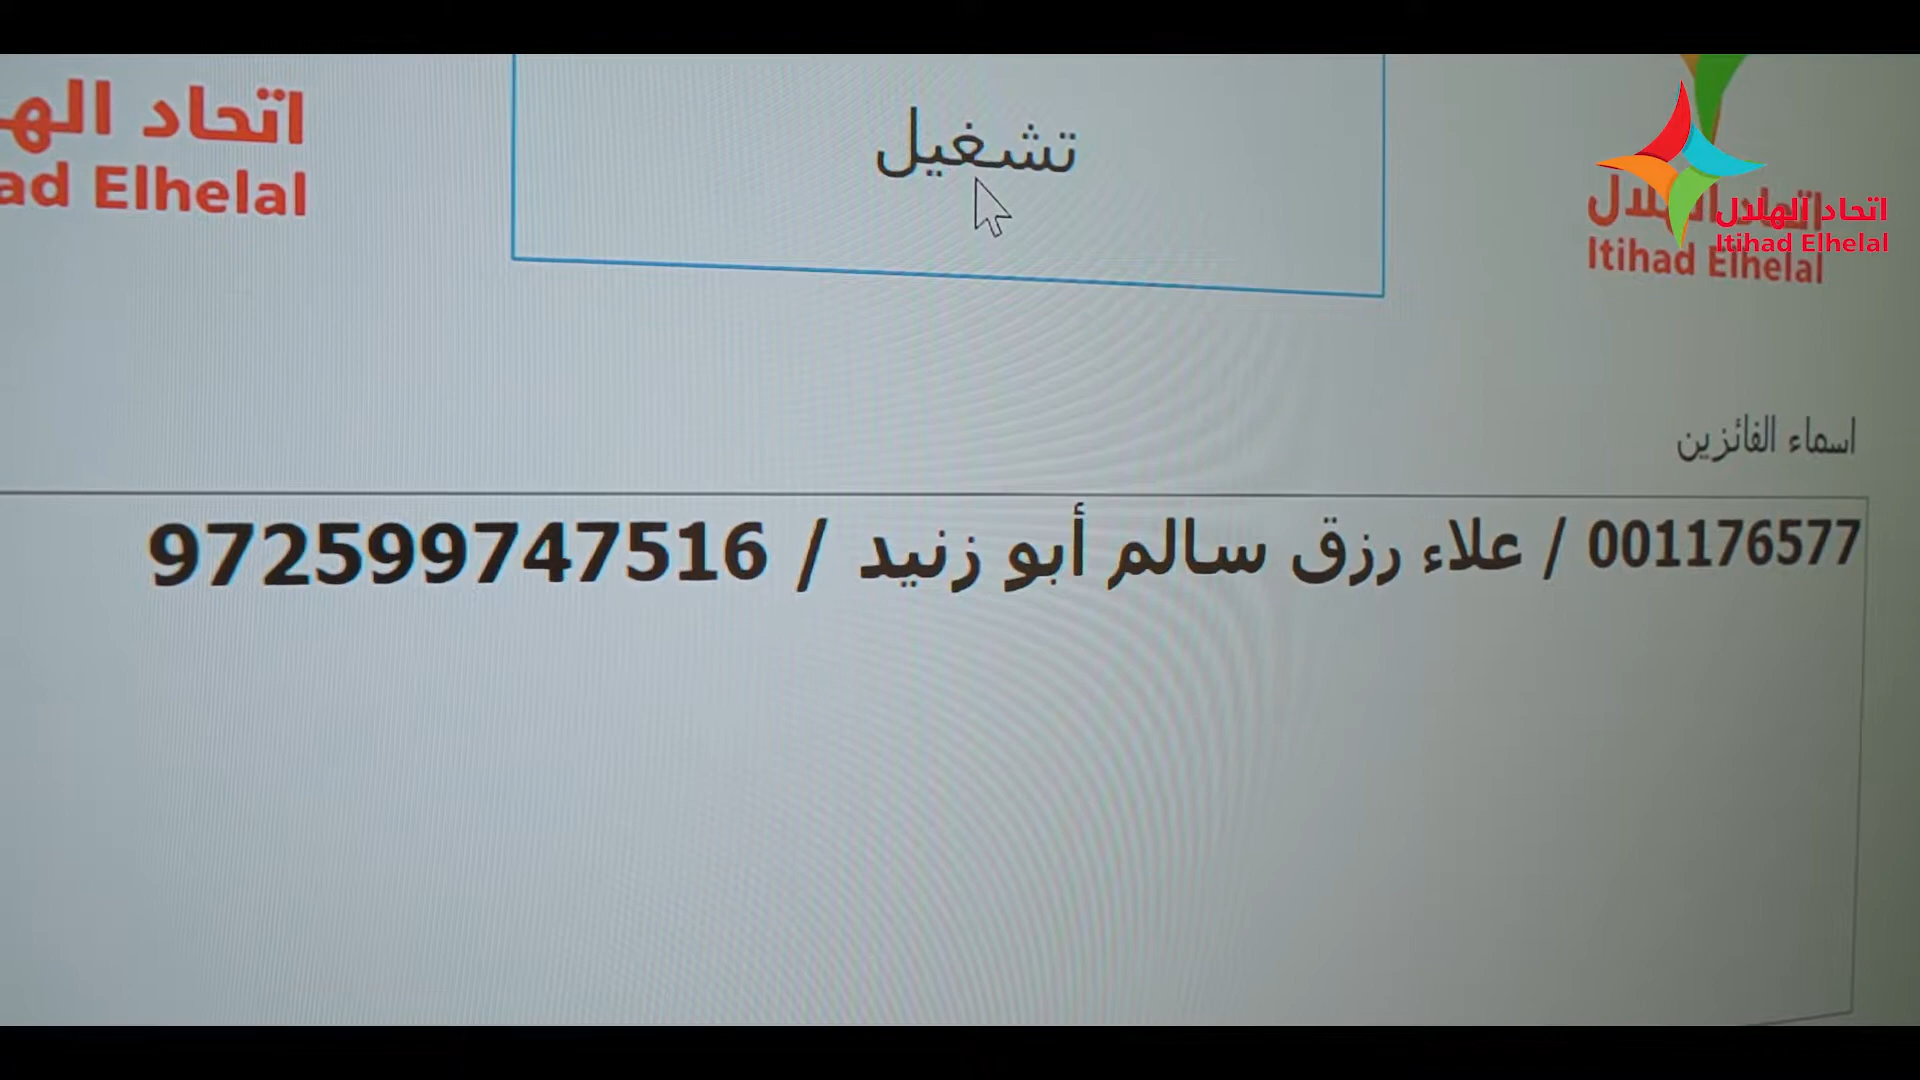 اتحاد اله
ad Elhelal
تشغيل
اتحاد الهلال
Itihad Elhelal
اتحاد الهلال
Itihad Elhelal
اسماء الفائزين
001176577 / علاء رزق سالم أبو زنيد / 972599747516